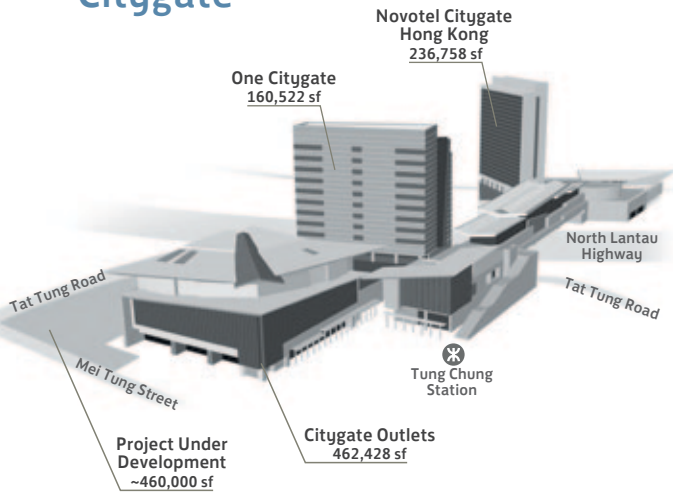 Citygate
Novotel Citygate
Hong Kong
236,758 sf
One Citygate
160,522 sf
North Lantau
Highway
Tat Tung Road
Tat Tung Road
Mei Tung Street
Tung Chung
Station
Citygate Outlets
462,428 sf
Project Under
Development
~460,000 sf